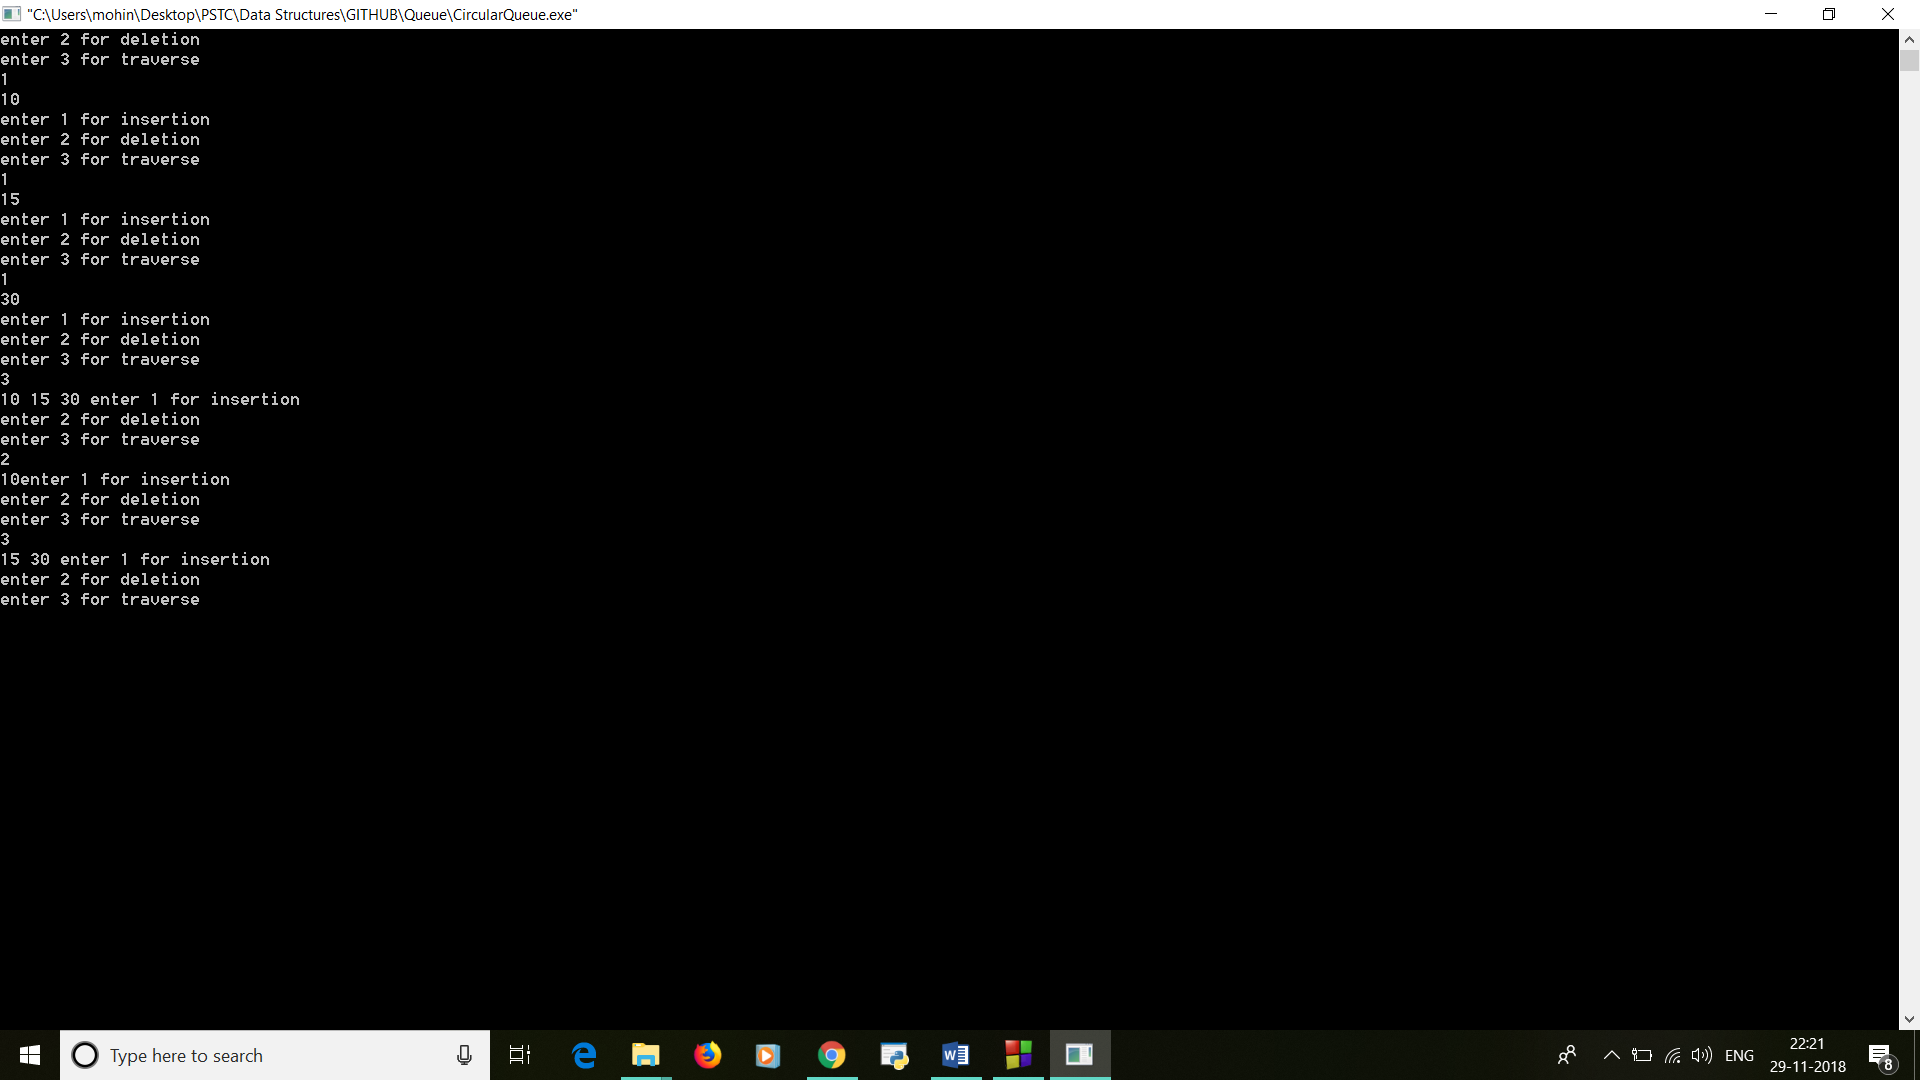 "C:\Users\mohin\Desktop\PSTC\Data Structures\GITHUB\Queue\CircularQueue.exe"
enter 2 for deletion
enter 3 for traverse
1
10
enter 1 for insertion
enter 2 for deletion
enter 3 for traverse
1
15
enter 1 for insertion
enter 2 for deletion
enter 3 for traverse
1
30
enter 1 for insertion
enter 2 for deletion
enter 3 for traverse
3
10 15 30 enter 1 for insertion
enter 2 for deletion
enter 3 for traverse
2
10enter 1 for insertion
enter 2 for deletion
enter 3 for traverse
3
15 30 enter 1 for insertion
enter 2 for deletion
enter 3 for traverse
Type here to search
ENG
22:21
29-11-2018
8